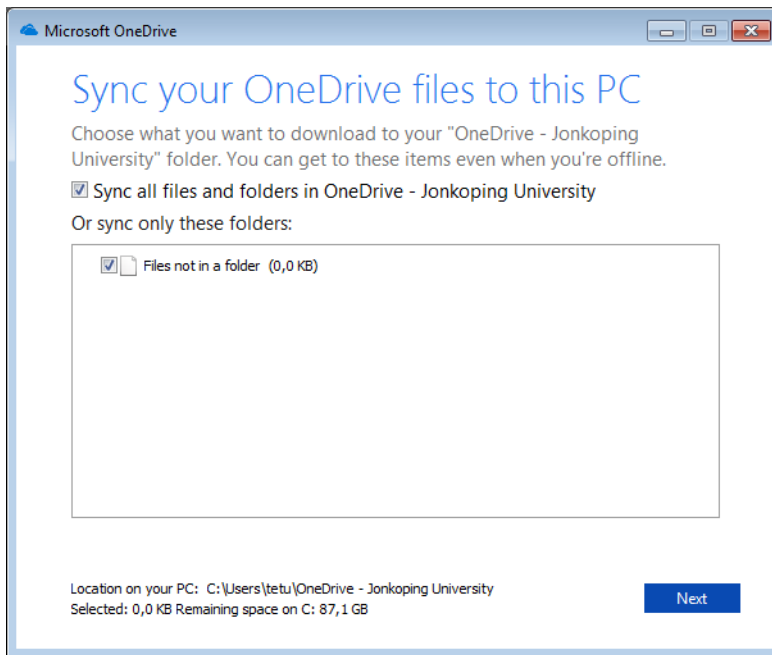 Microsoft OneDrive
Sync your OneDrive files to this PC
Choose what you want to download to your "OneDrive - Jonkoping
University" folder. You can get to these items even when you're offline.
Sync all files and folders in OneDrive - Jonkoping University
Or sync only these folders:
Files not in a folder (0,0 KB)
Location on your PC: C:\Users\tetu\OneDrive - Jonkoping University
Selected: 0,0 KB Remaining space on C: 87,1 GB
Next